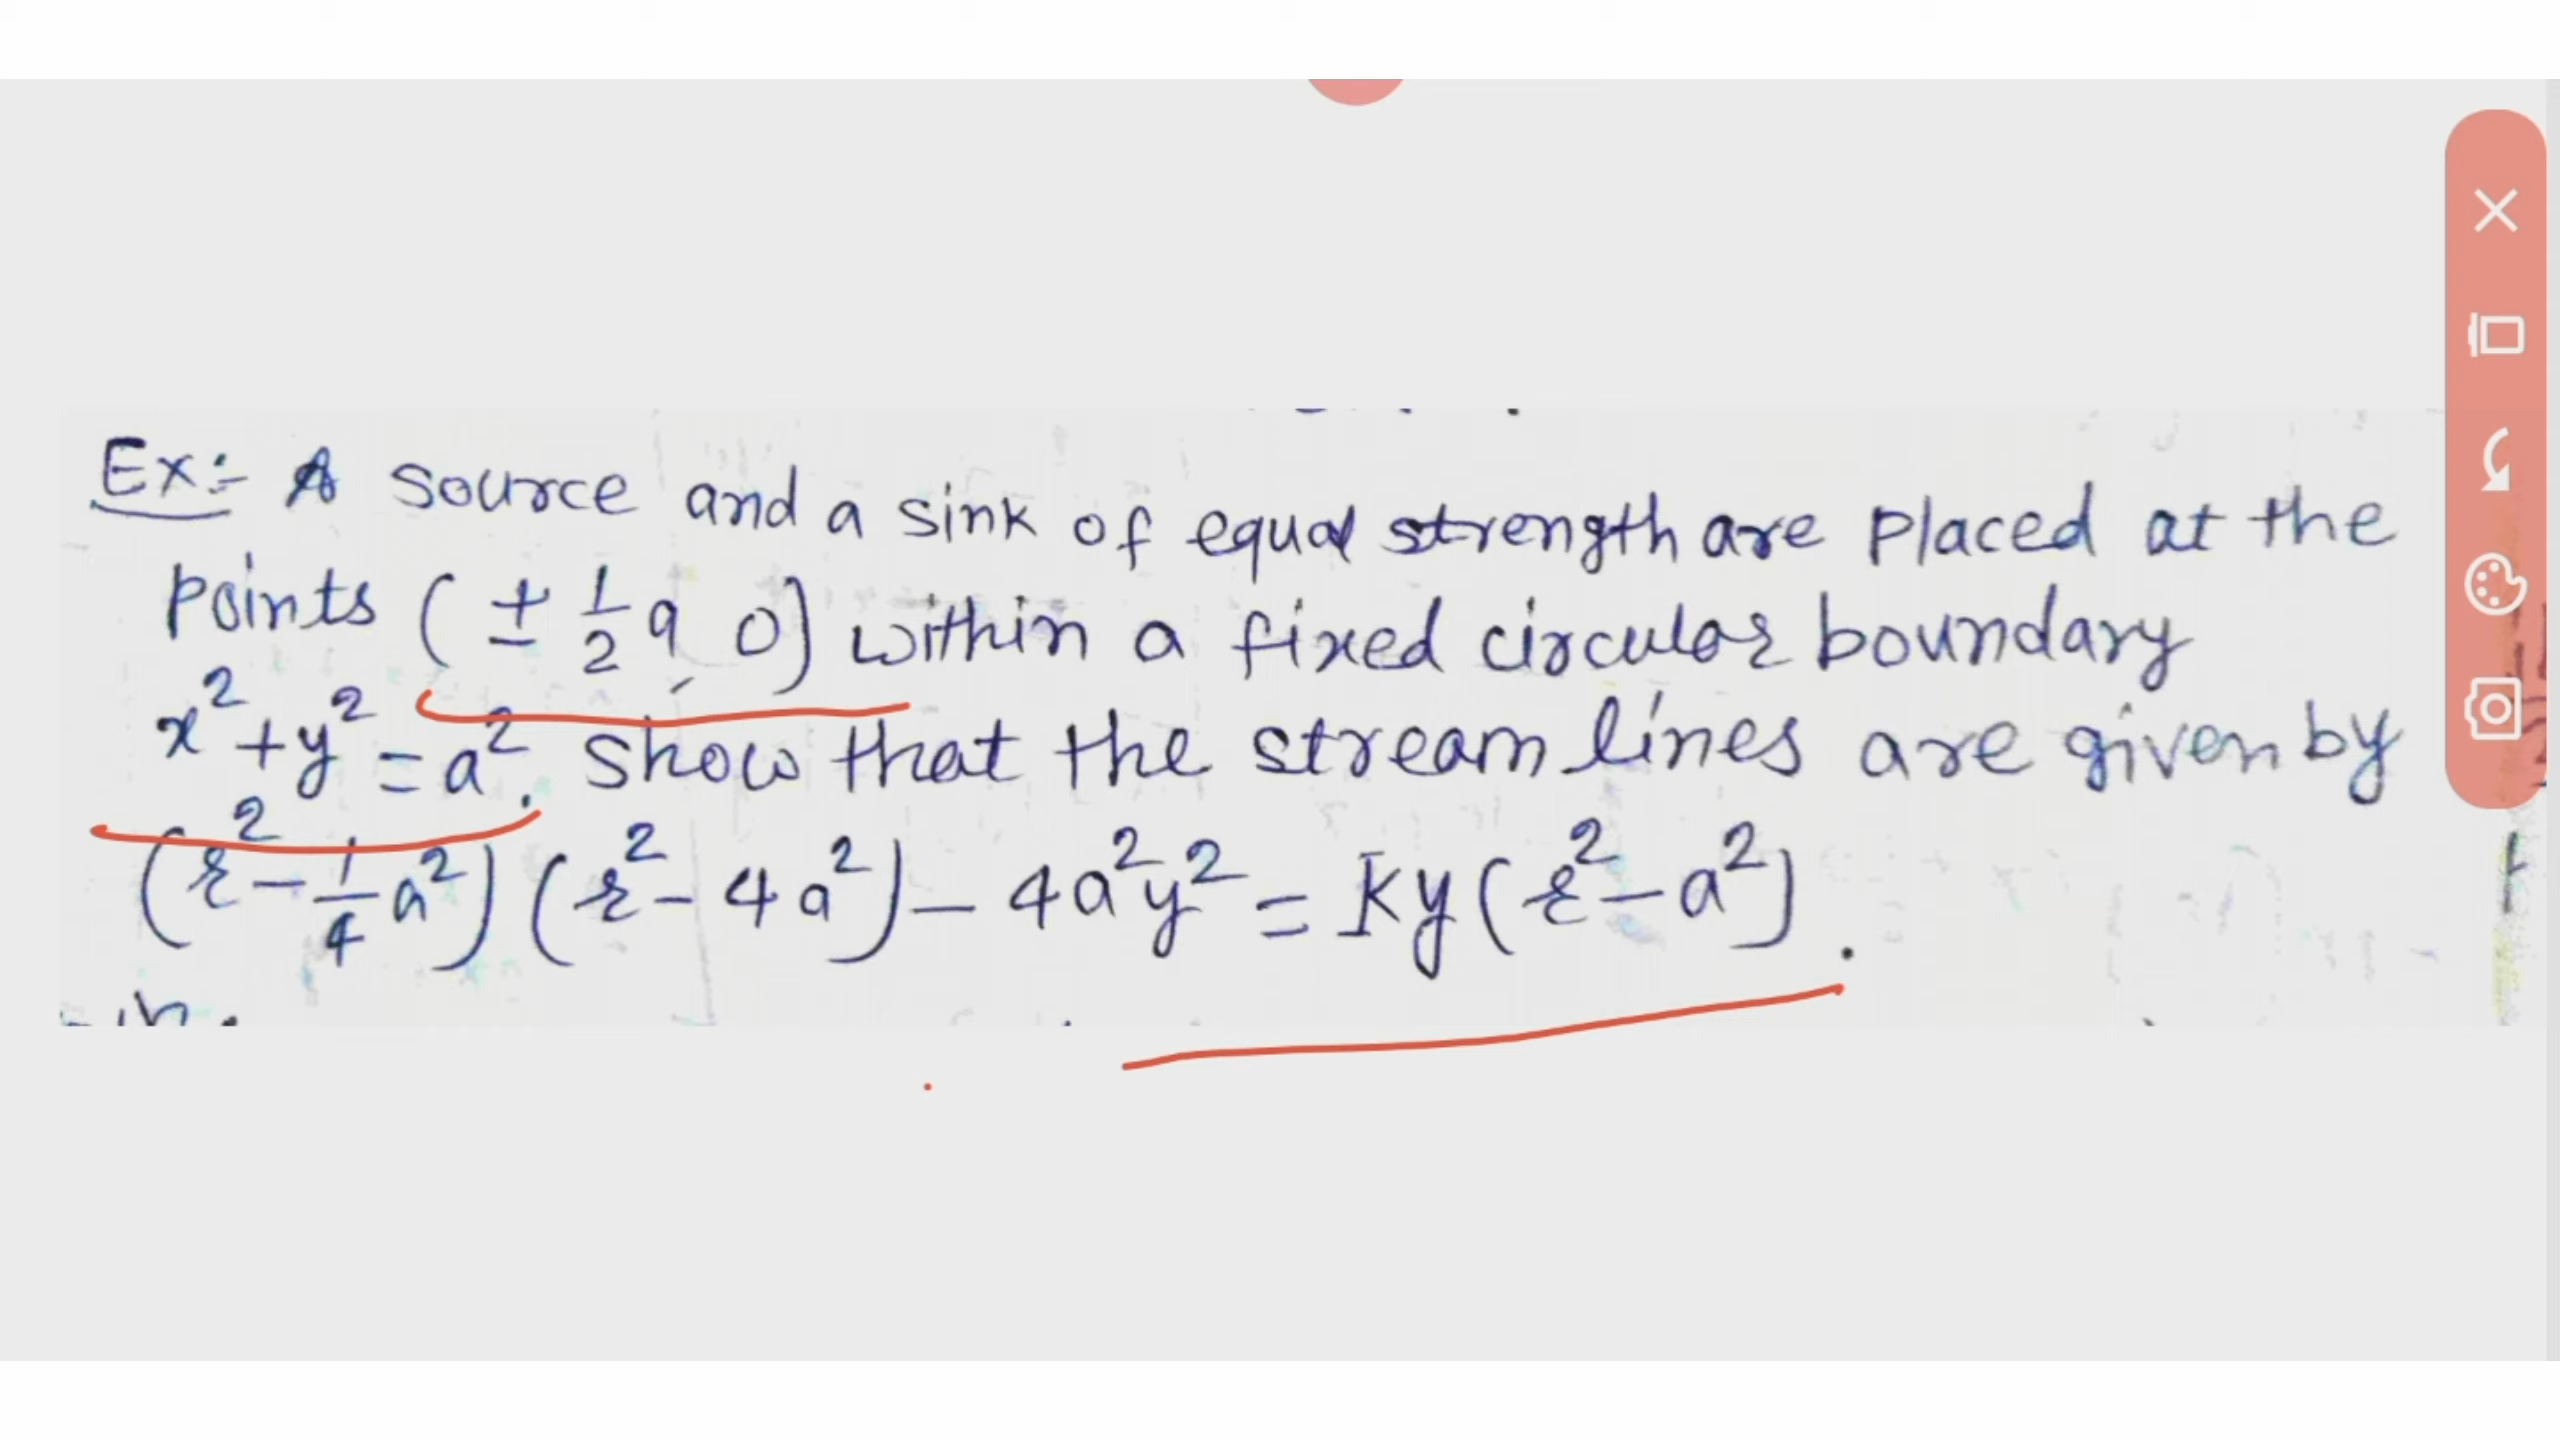 Ex:- A source and a sink of equal strength are placed at the
points (± 1/2 a, 0) within a fixed circular boundary
x²+y²=a². Show that the stream lines are given by
(r²-1/4 a²)(r²-4a²)-4a²y²=ky(r²-a²).